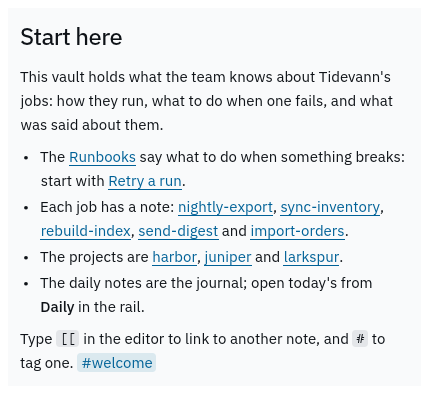 Start here
This vault holds what the team knows about Tidevann's
jobs: how they run, what to do when one fails, and what
was said about them.
• The Runbooks say what to do when something breaks:
start with Retry a run.
• Each job has a note: nightly-export, sync-inventory,
rebuild-index, send-digest and import-orders.
• The projects are harbor, juniper and larkspur.
• The daily notes are the journal; open today's from
Daily in the rail.
Type [[ in the editor to link to another note, and # to
tag one. #welcome